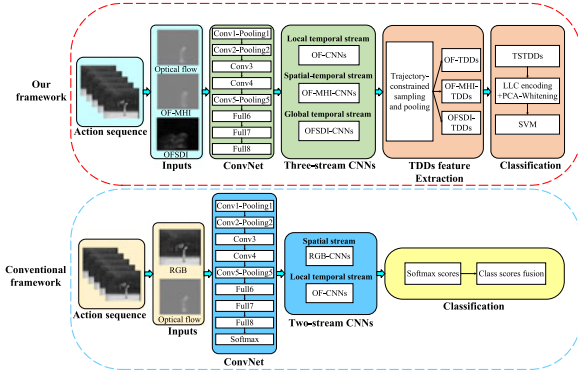 Our
framework
Action sequence
Optical flow
OF-MHI
OFSDI
Inputs
Conv1-Pooling1
Conv2-Pooling2
Conv3
Conv4
Conv5-Pooling5
Full6
Full7
Full8
ConvNet
Local temporal stream
OF-CNNs
Spatial-temporal stream
OF-MHI-CNNs
Global temporal stream
OFSDI-CNNs
Three-stream CNNs
Trajectory-
constrained
sampling
and pooling
OF-TDDs
OF-MHI-
TDDs
OFSDI-
TDDs
TDDs feature
Extraction
TSTDDs
LLC encoding
+PCA-Whitening
SVM
Classification
Conventional
framework
Action sequence
RGB
Optical flow
Inputs
Conv1-Pooling1
Conv2-Pooling2
Conv3
Conv4
Conv5-Pooling5
Full6
Full7
Full8
Softmax
ConvNet
Spatial stream
RGB-CNNs
Local temporal stream
OF-CNNs
Two-stream CNNs
Softmax scores
Class scores fusion
Classification